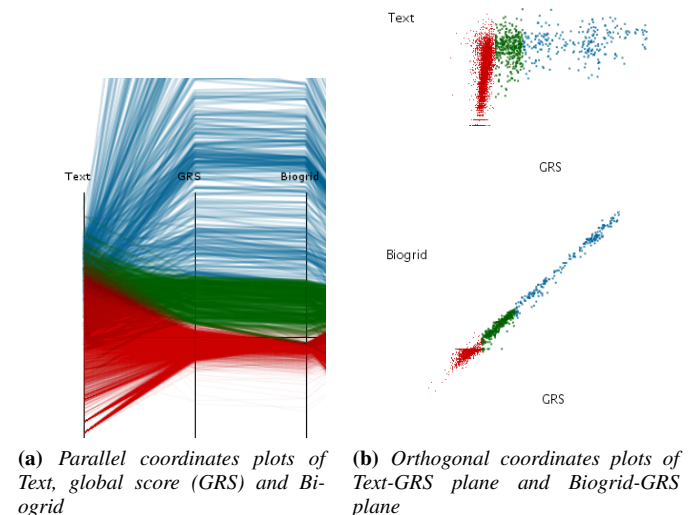 Text
GRS
Biogrid
Text
GRS
Biogrid
GRS
(a) Parallel coordinates plots of
Text, global score (GRS) and Bi-
ogrid
(b) Orthogonal coordinates plots of
Text-GRS plane and Biogrid-GRS
plane